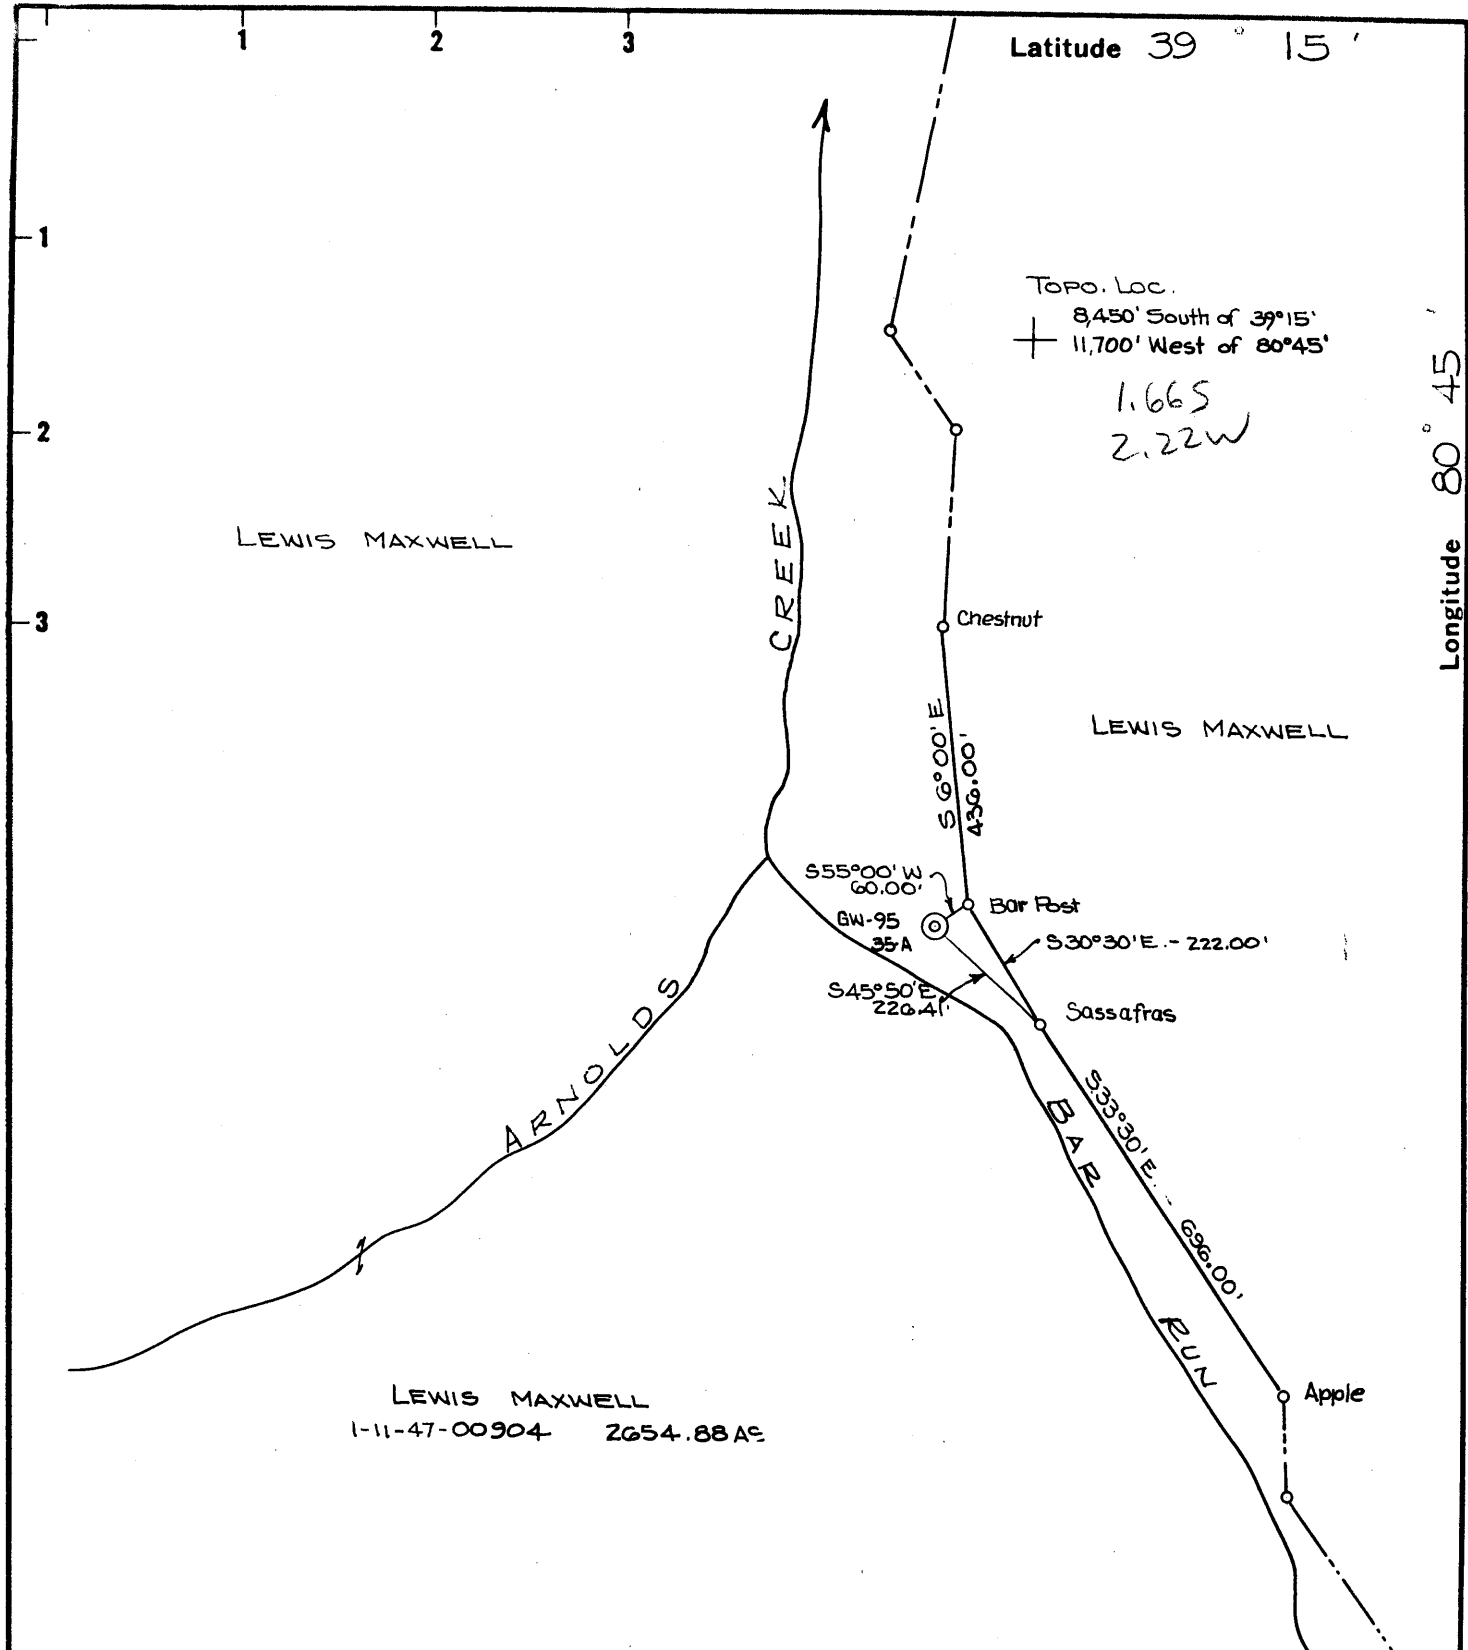 1 2 3
Latitude 39° 15'
1
TOPO. LOC.
8,450' South of 39°15'
11,700' West of 80°45'
1.66S
2.22W
2
Longitude 80° 45'
LEWIS MAXWELL
CREEK
3
Chestnut
S 6°00' E
436.00'
LEWIS MAXWELL
S55°00' W
60.00'
Bar Post
GW-95
35-A
S30°30'E. - 222.00'
S45°50'E
226.41'
Sassafras
ARNOLDS
S33°30'E. - 696.00'
BAR RUN
Apple
LEWIS MAXWELL
1-11-47-00904 2654.88 Ac